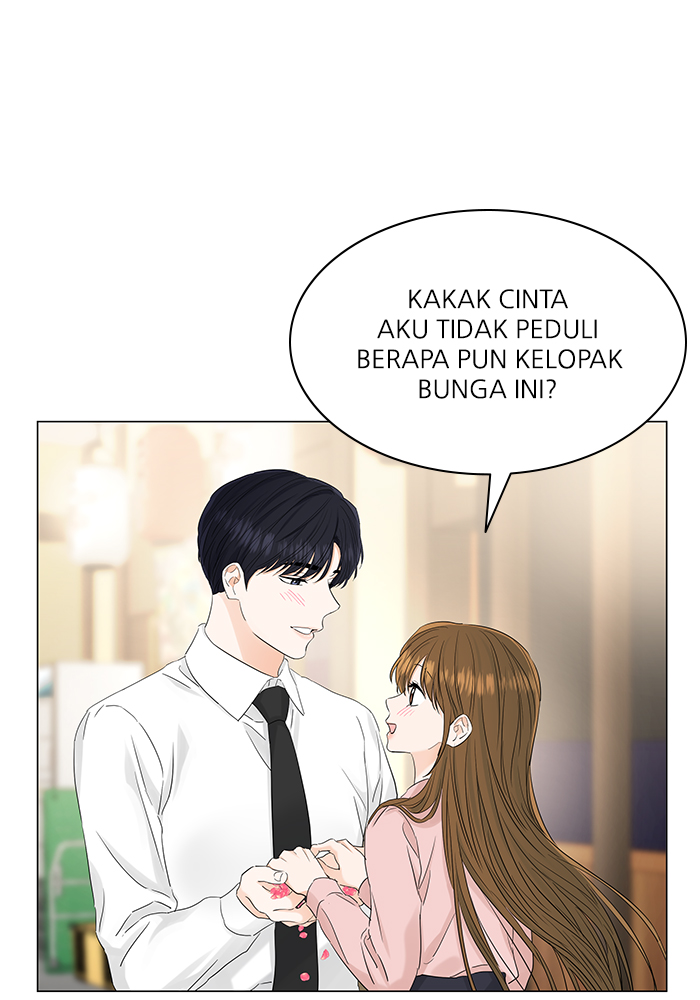 KAKAK CINTA
AKU TIDAK PEDULI
BERAPA PUN KELOPAK
BUNGA INI?